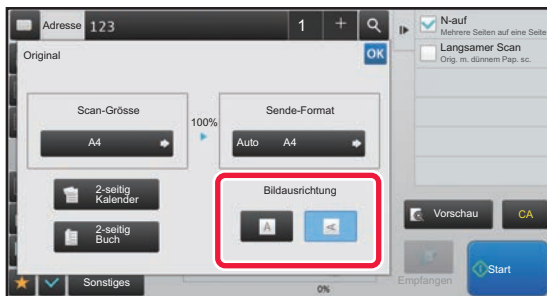 Adresse 123 1 +
N-auf
Mehrere Seiten auf eine Seite
Original OK
Langsamer Scan
Orig. m. dünnem Pap. sc.
Scan-Grösse
100%
Sende-Format
A4
Auto A4
2-seitig
Kalender
Bildausrichtung
A A
2-seitig
Buch
Vorschau CA
Sonstiges
0%
Empfangen
Start